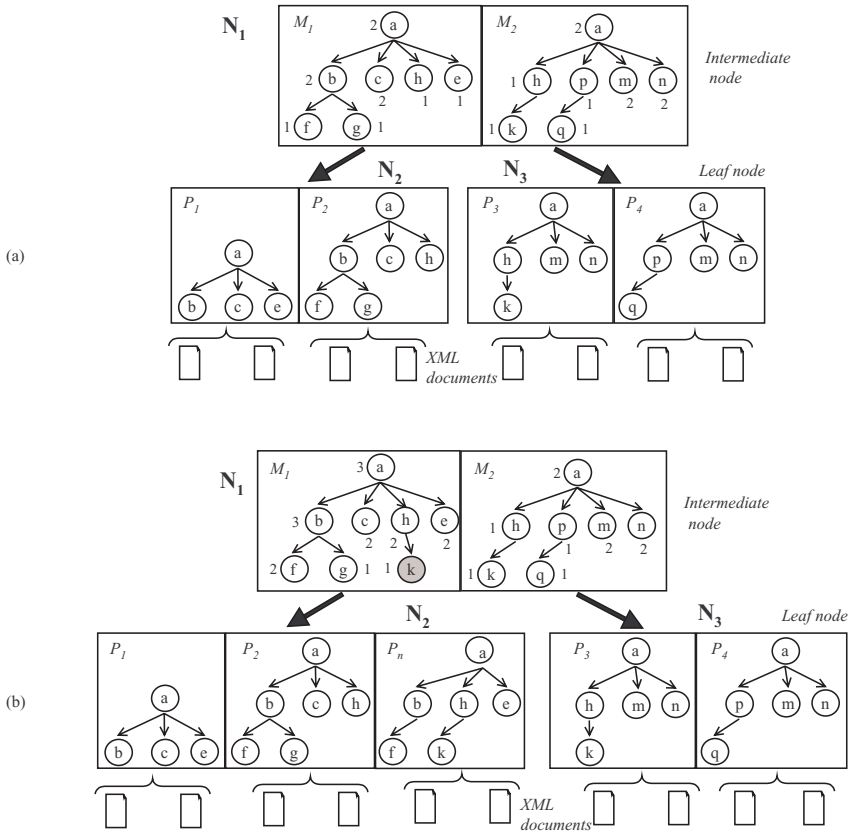 N1 M1 2 a M2 2 a
Intermediate
node
2 b c h e 1 h p m n
2 1 1 1 2 2
1 f g 1 1 k q 1
N2 N3 Leaf node
P1 P2 a P3 a P4 a
(a)
a b c h h m n p m n
b c e f g k q
XML
documents
N1 M1 3 a M2 2 a
Intermediate
node
3 b c h e 1 h p m n
2 2 2 1 2 2
2 f g 1 1 k 1 k q 1
N2 N3 Leaf node
P1 P2 a Pn a P3 a P4 a
(b)
a b c h b h e h m n p m n
b c e f g f k k q
XML
documents